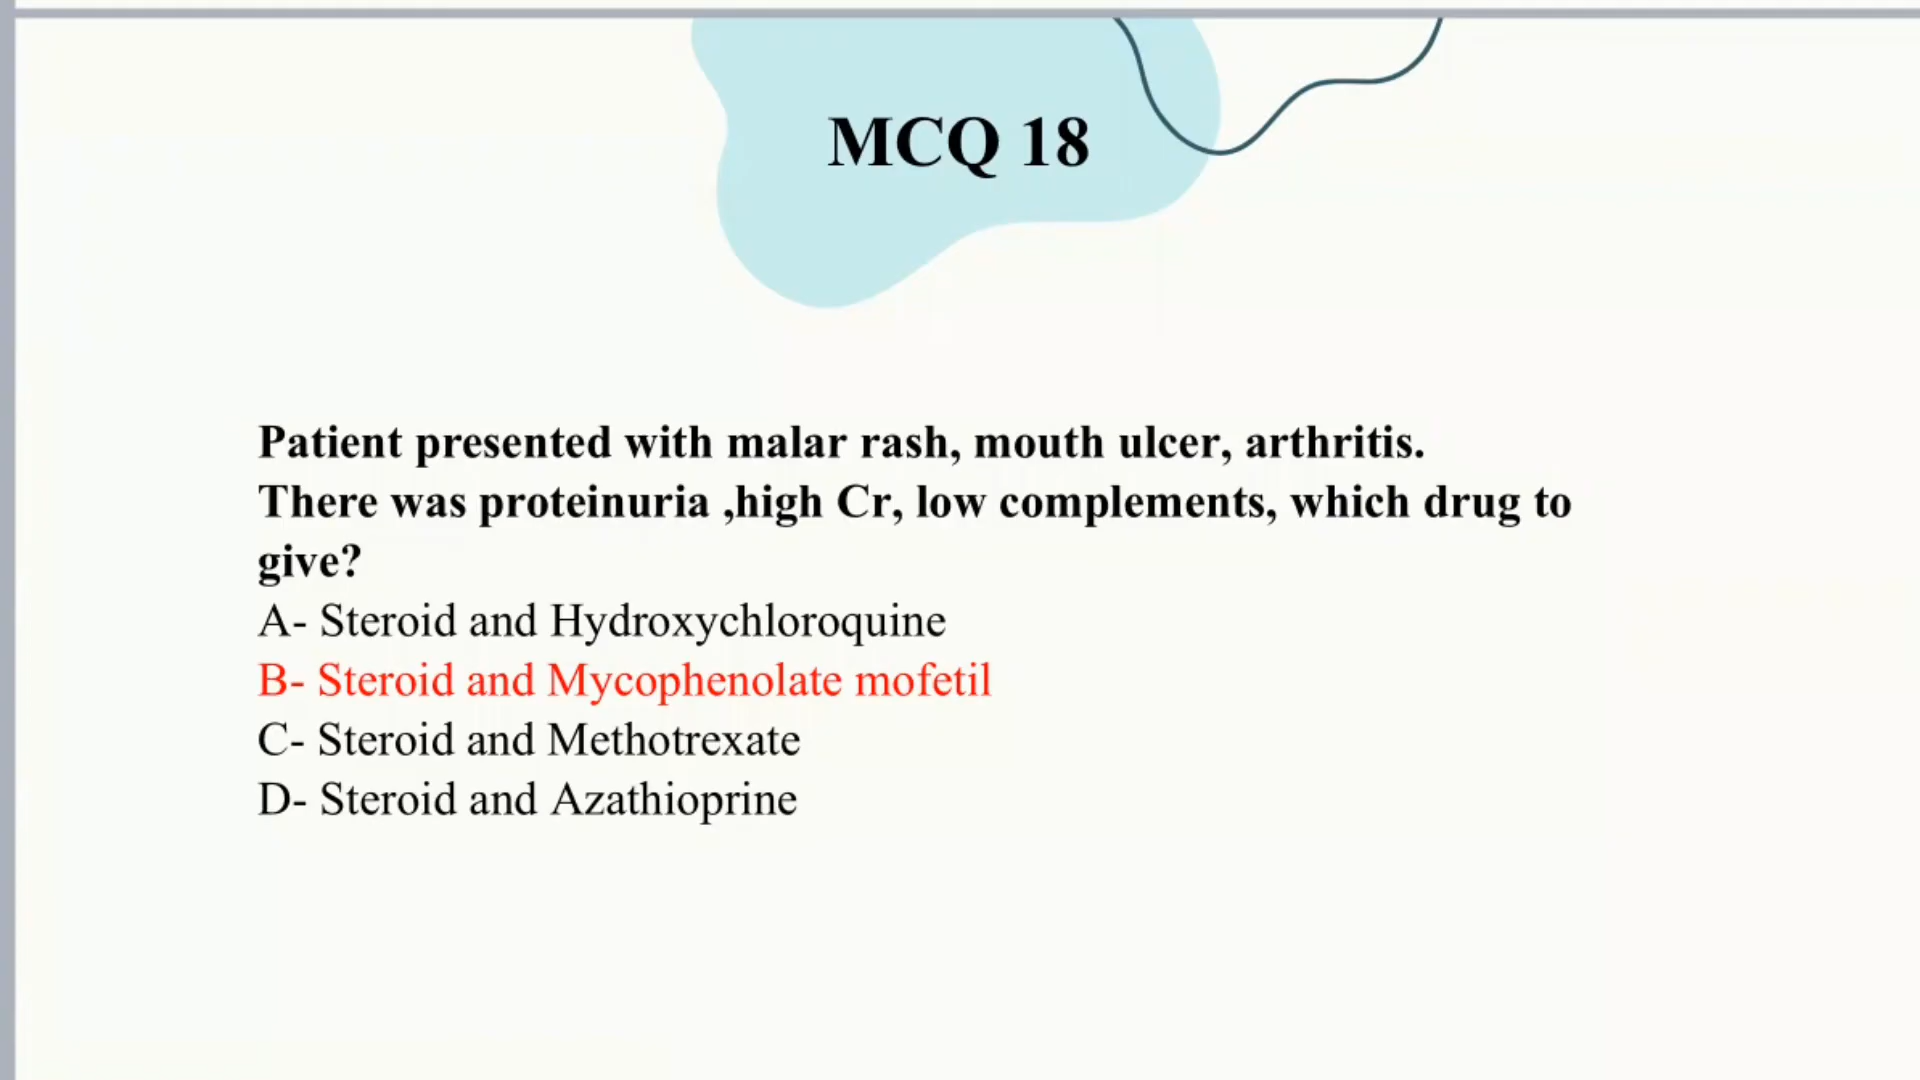 MCQ 18
Patient presented with malar rash, mouth ulcer, arthritis.
There was proteinuria ,high Cr, low complements, which drug to
give?
A- Steroid and Hydroxychloroquine
B- Steroid and Mycophenolate mofetil
C- Steroid and Methotrexate
D- Steroid and Azathioprine